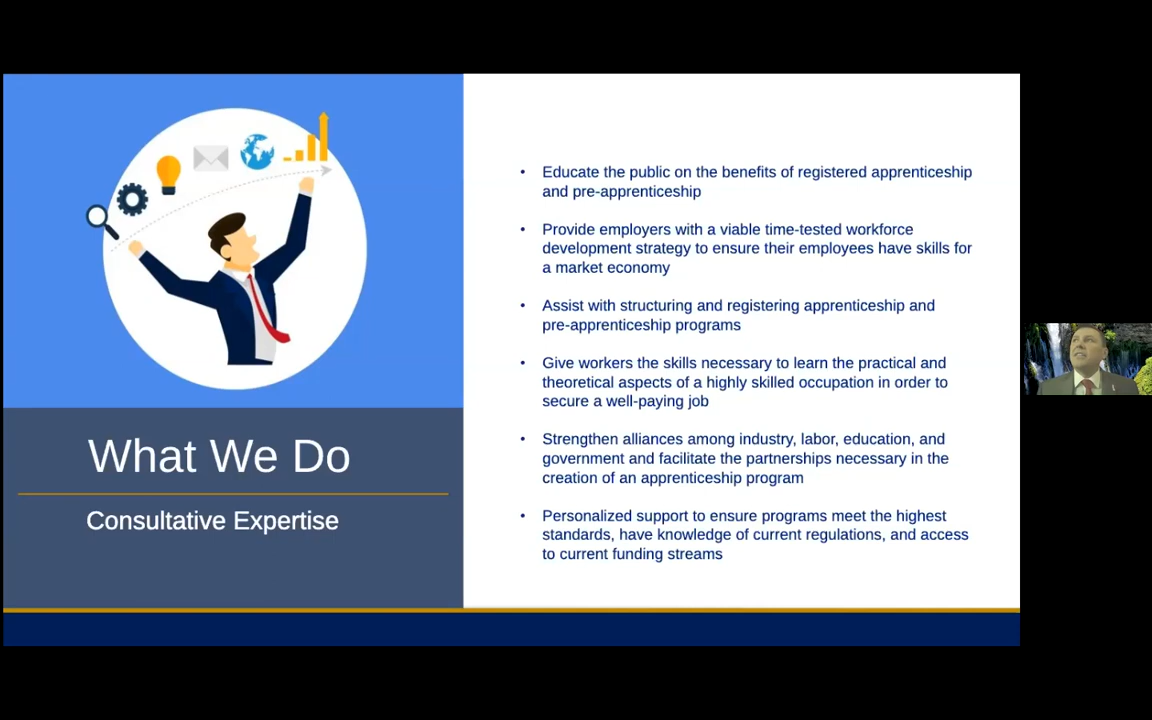 What We Do
Consultative Expertise
• Educate the public on the benefits of registered apprenticeship
and pre-apprenticeship
• Provide employers with a viable time-tested workforce
development strategy to ensure their employees have skills for
a market economy
• Assist with structuring and registering apprenticeship and
pre-apprenticeship programs
• Give workers the skills necessary to learn the practical and
theoretical aspects of a highly skilled occupation in order to
secure a well-paying job
• Strengthen alliances among industry, labor, education, and
government and facilitate the partnerships necessary in the
creation of an apprenticeship program
• Personalized support to ensure programs meet the highest
standards, have knowledge of current regulations, and access
to current funding streams